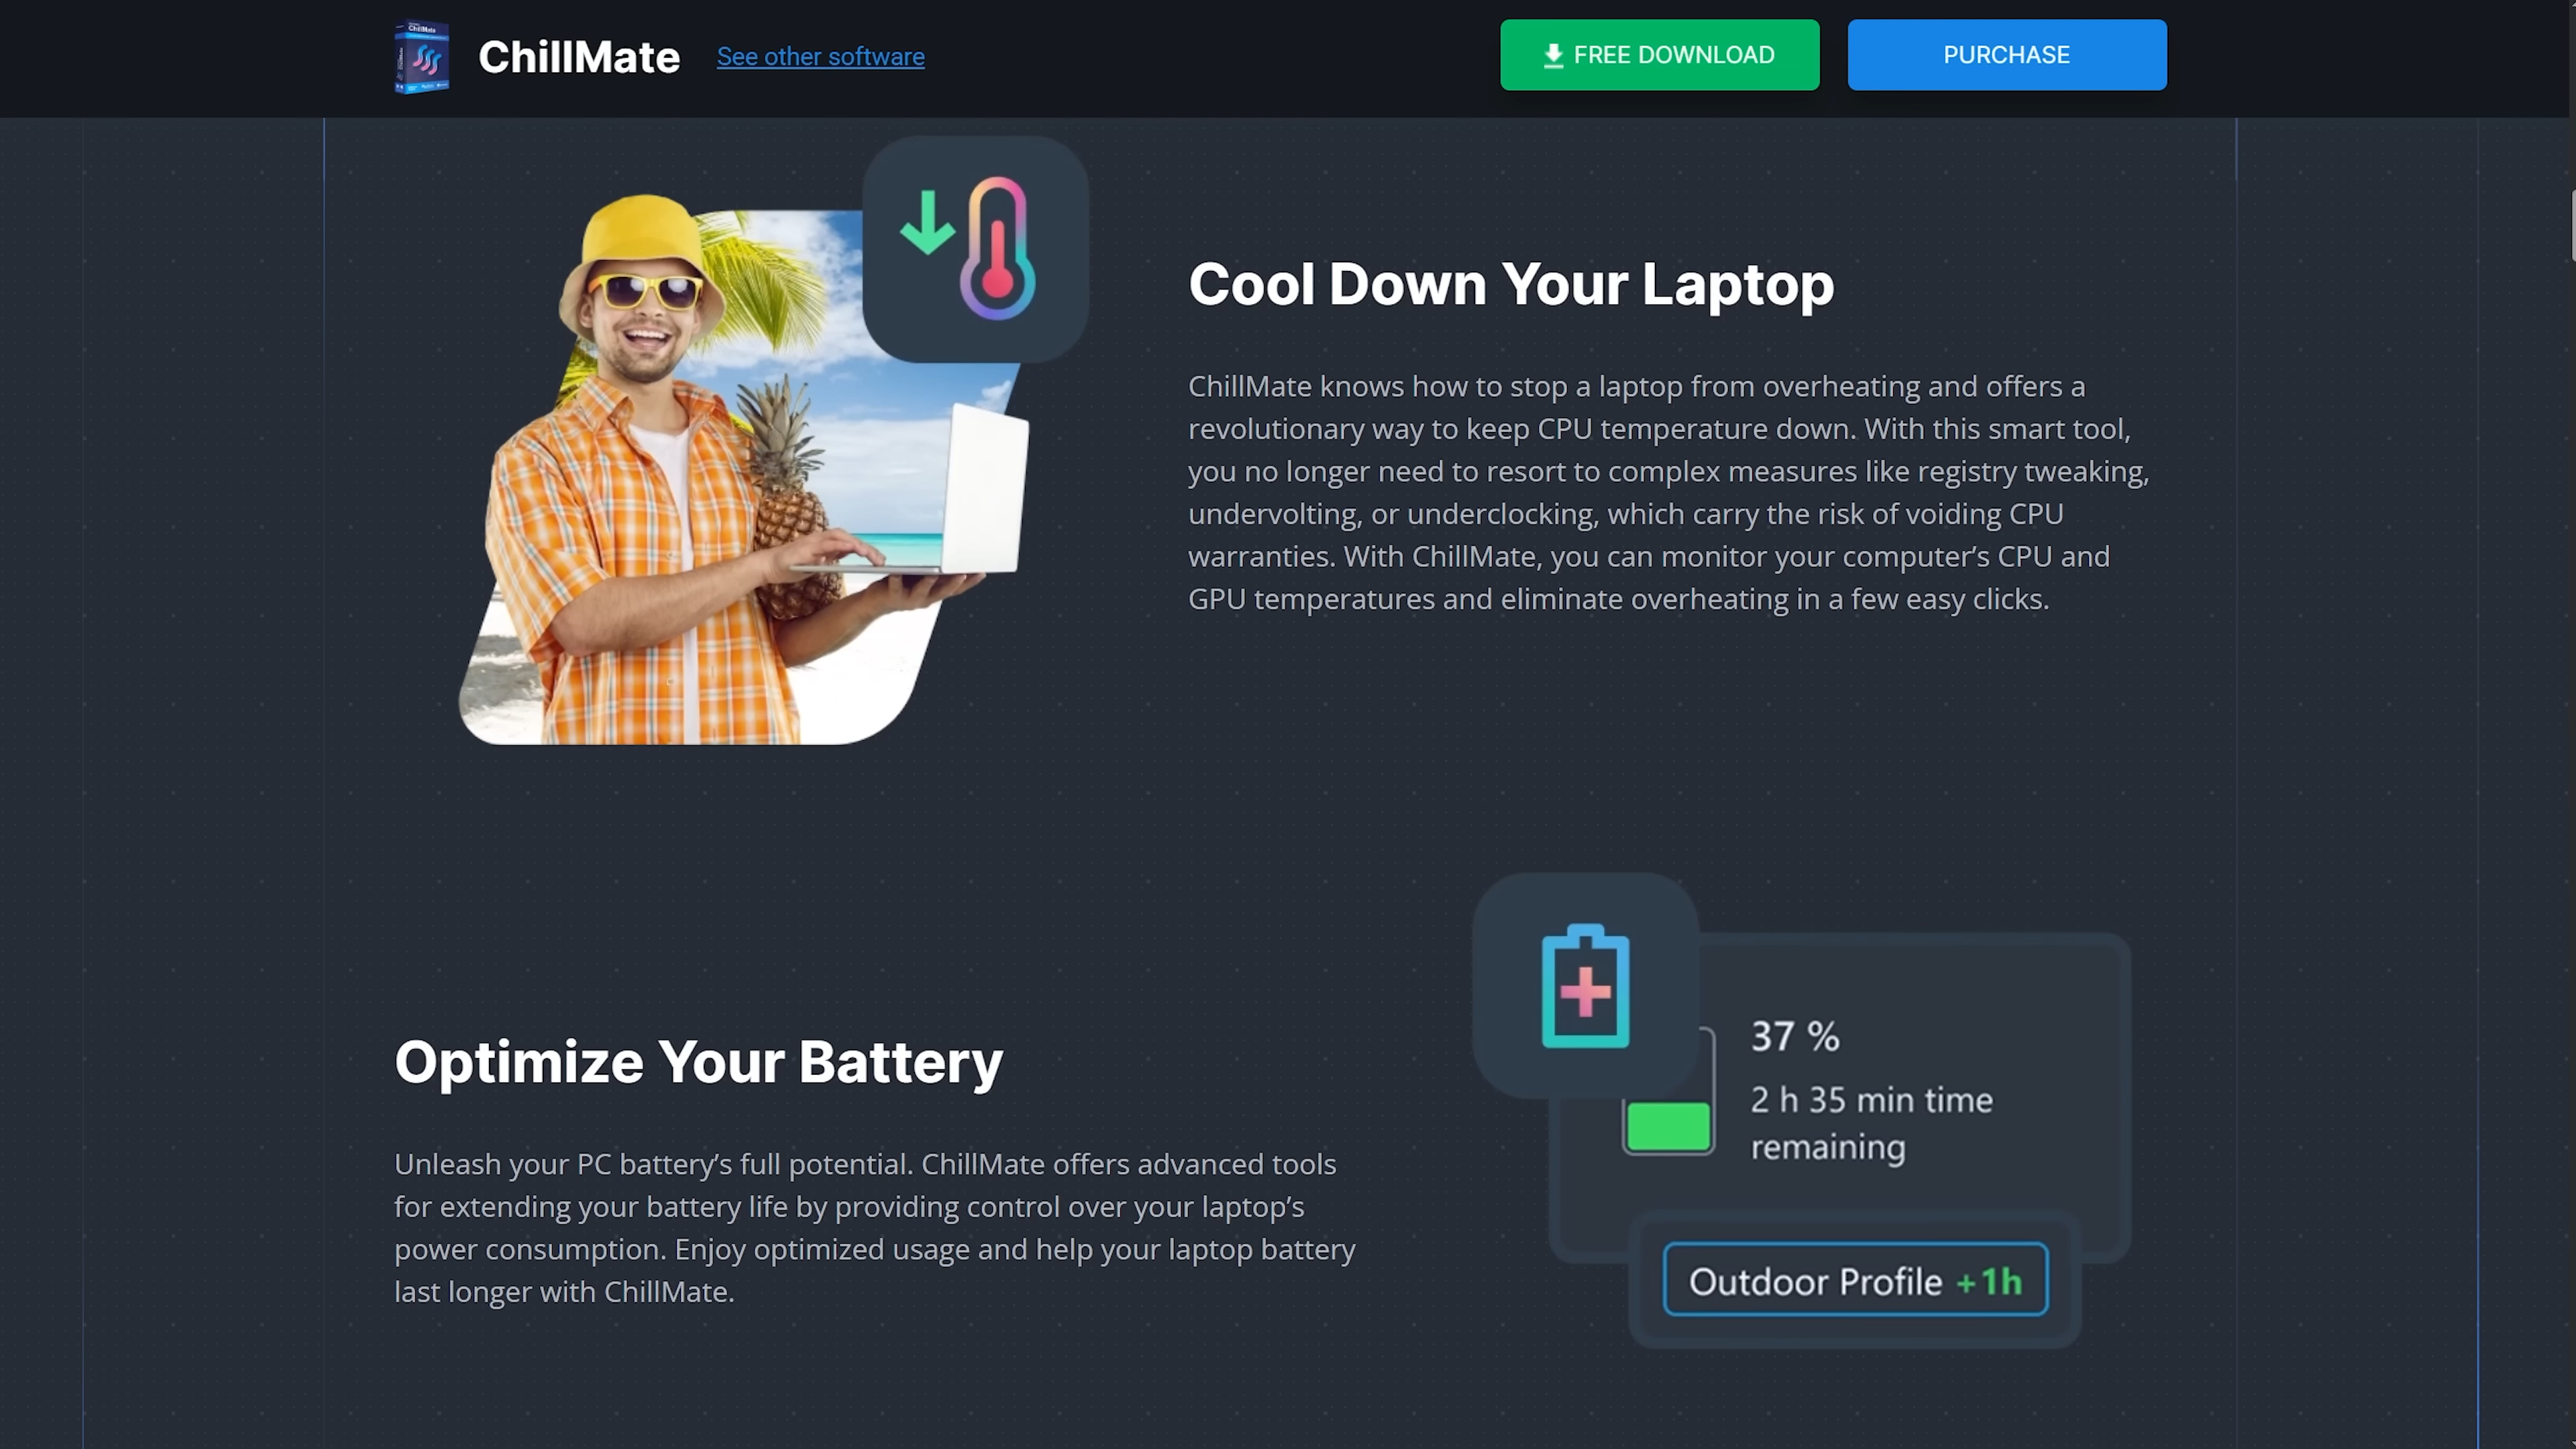 ChillMate
See other software
FREE DOWNLOAD
PURCHASE
Cool Down Your Laptop
ChillMate knows how to stop a laptop from overheating and offers a
revolutionary way to keep CPU temperature down. With this smart tool,
you no longer need to resort to complex measures like registry tweaking,
undervolting, or underclocking, which carry the risk of voiding CPU
warranties. With ChillMate, you can monitor your computer’s CPU and
GPU temperatures and eliminate overheating in a few easy clicks.
Optimize Your Battery
Unleash your PC battery’s full potential. ChillMate offers advanced tools
for extending your battery life by providing control over your laptop’s
power consumption. Enjoy optimized usage and help your laptop battery
last longer with ChillMate.
37 %
2 h 35 min time
remaining
Outdoor Profile +1h